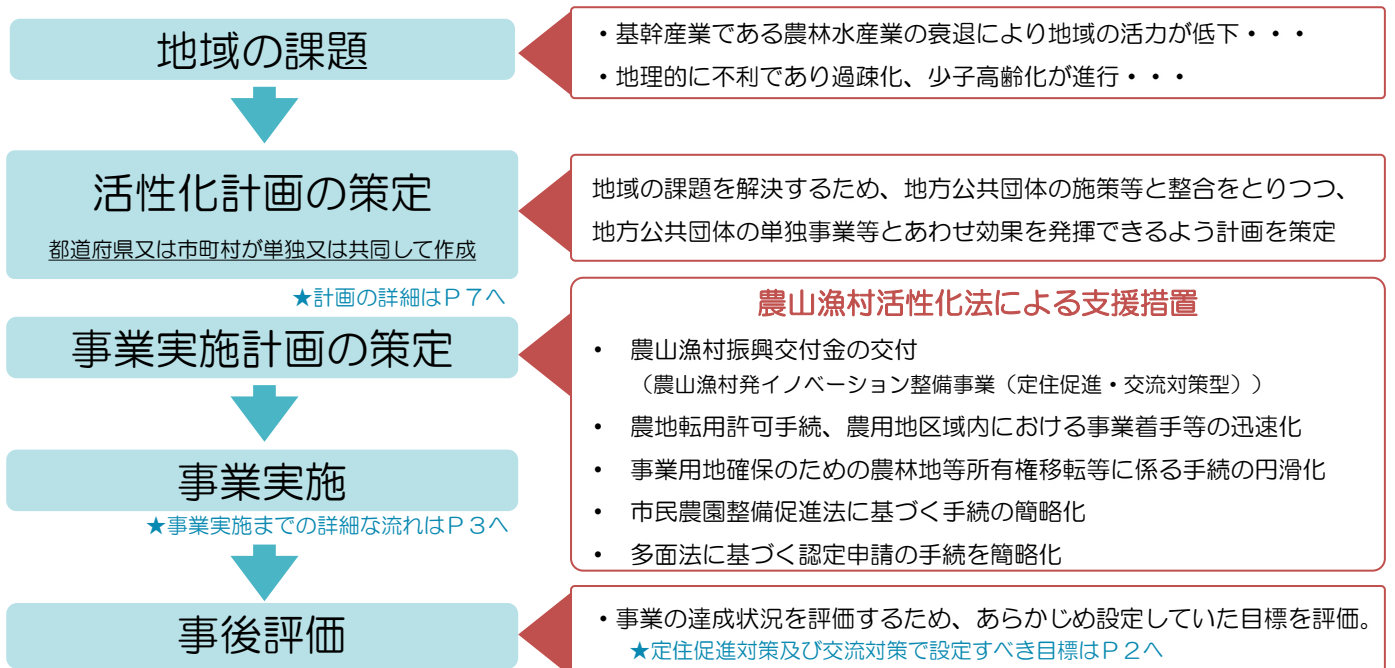 地域の課題
・基幹産業である農林水産業の衰退により地域の活力が低下・・・
・地理的に不利であり過疎化、少子高齢化が進行・・・
活性化計画の策定
都道府県又は市町村が単独又は共同して作成
地域の課題を解決するため、地方公共団体の施策等と整合をとりつつ、
地方公共団体の単独事業等とあわせ効果を発揮できるよう計画を策定
★計画の詳細はP7へ
事業実施計画の策定
農山漁村活性化法による支援措置
・ 農山漁村振興交付金の交付
（農山漁村発イノベーション整備事業（定住促進・交流対策型））
・ 農地転用許可手続、農用地区域内における事業着手等の迅速化
・ 事業用地確保のための農林地等所有権移転等に係る手続の円滑化
・ 市民農園整備促進法に基づく手続の簡略化
・ 多面法に基づく認定申請の手続を簡略化
事業実施
★事業実施までの詳細な流れはP3へ
事後評価
・事業の達成状況を評価するため、あらかじめ設定していた目標を評価。
★定住促進対策及び交流対策で設定すべき目標はP2へ